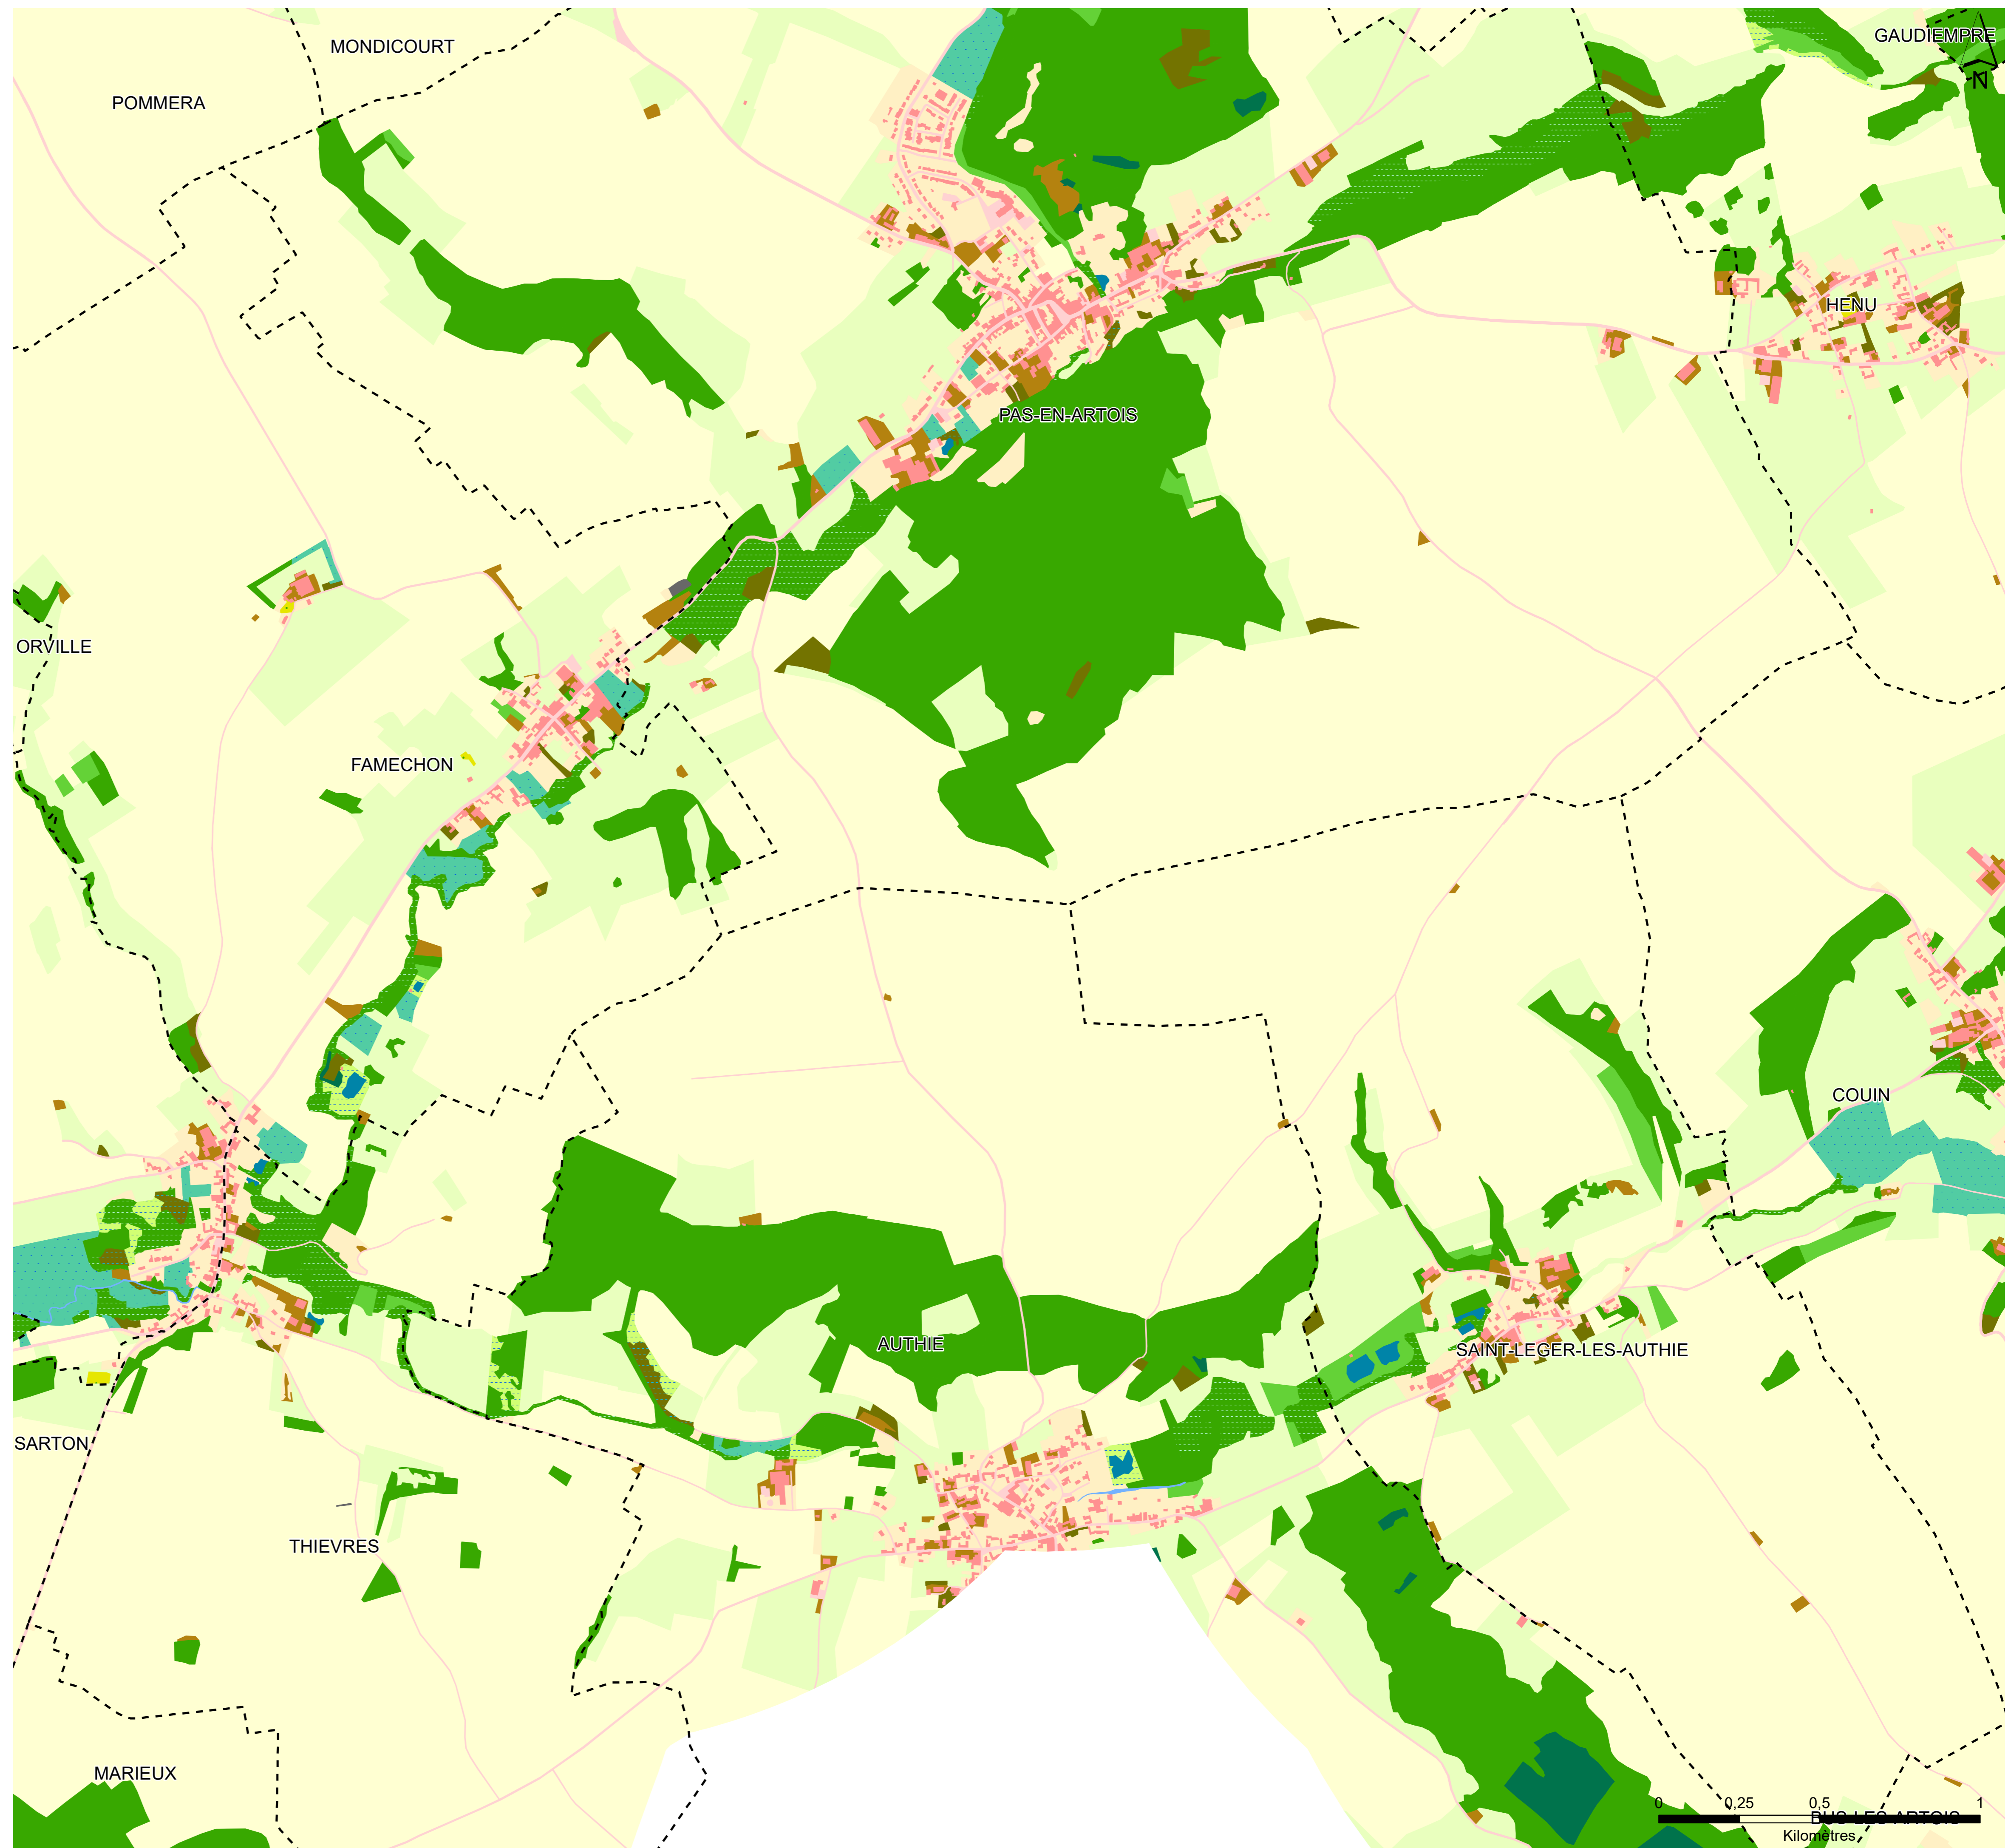 GAUDIEMPRE
MONDICOURT
N
POMMERA
HENU
PAS-EN-ARTOIS
ORVILLE
FAMECHON
COUIN
AUTHIE
SAINT-LEGER-LES-AUTHIE
SARTON
THIEVRES
MARIEUX
0 0,25 0,5 1
BUS-LES-ARTOIS
Kilomètres